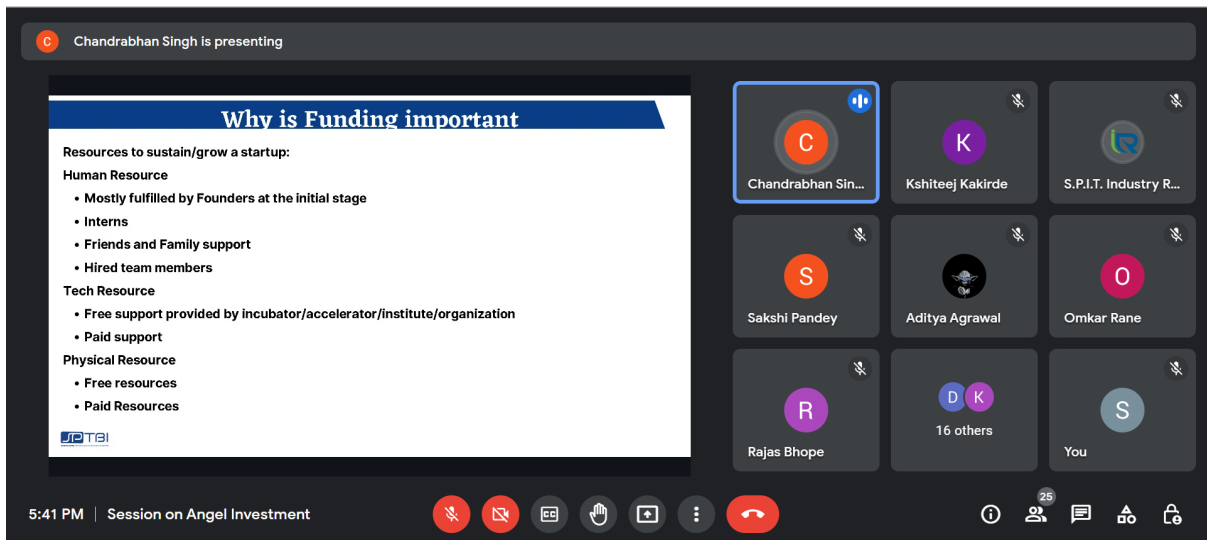 C
Chandrabhan Singh is presenting
Why is Funding important
Resources to sustain/grow a startup:
Human Resource
• Mostly fulfilled by Founders at the initial stage
• Interns
• Friends and Family support
• Hired team members
Tech Resource
• Free support provided by incubator/accelerator/institute/organization
• Paid support
Physical Resource
• Free resources
• Paid Resources
SPTBI
C
Chandrabhan Sin...
K
Kshiteej Kakirde
S.P.I.T. Industry R...
S
Sakshi Pandey
Aditya Agrawal
O
Omkar Rane
R
Rajas Bhope
D K
16 others
S
You
5:41 PM | Session on Angel Investment
CC
25